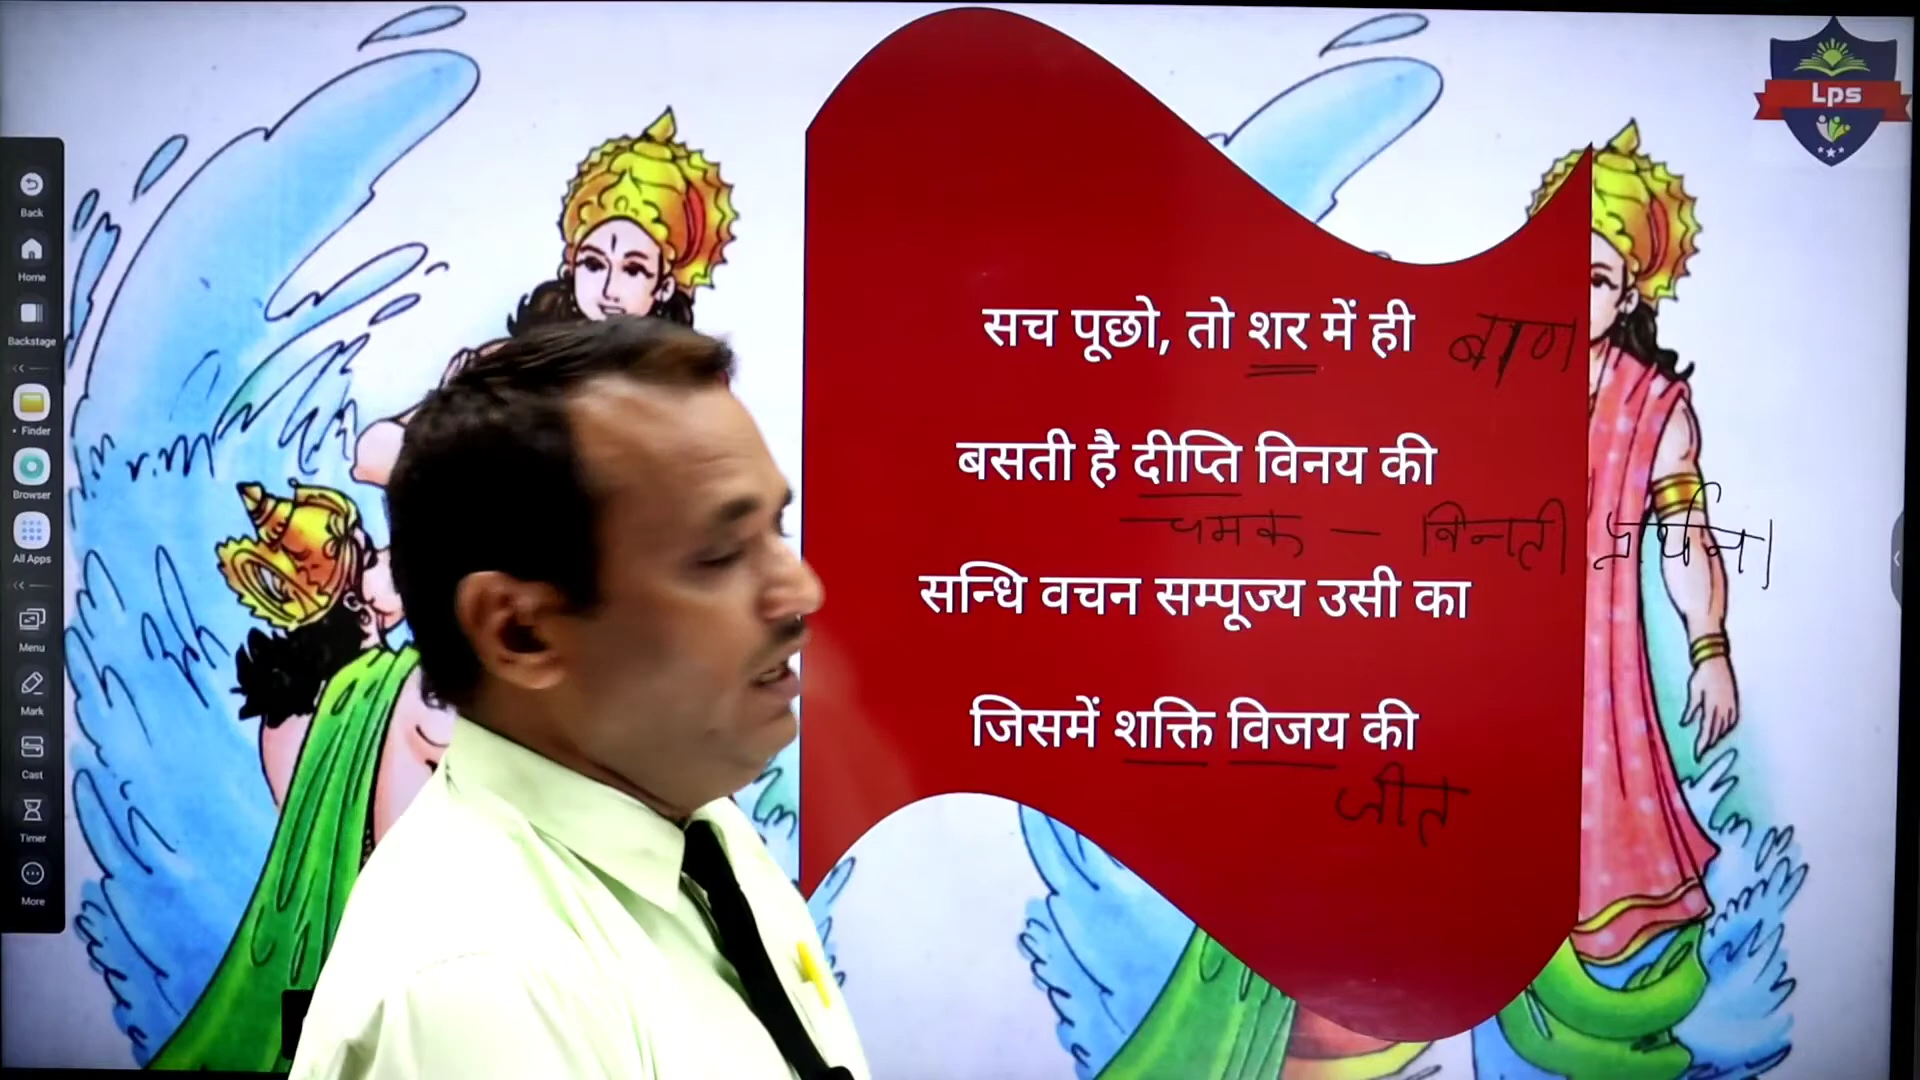 Lps
Back
Home
Backstage
Finder
Browser
All Apps
Menu
Mark
Cast
Timer
More
सच पूछो, तो शर में ही बाण
बसती है दीप्ति विनय की
चमक — विनती प्रार्थना
सन्धि वचन सम्पूज्य उसी का
जिसमें शक्ति विजय की
जीत